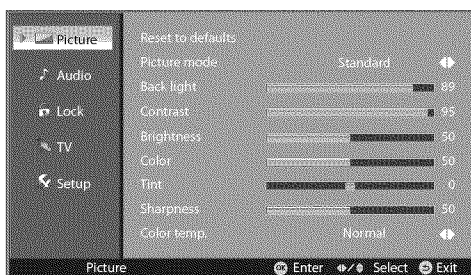 Picture
Audio
Lock
TV
Setup
Reset to defaults
Picture mode Standard
Back light 89
Contrast 95
Brightness 50
Color 50
Tint 0
Sharpness 50
Color temp. Normal
Picture OK Enter Select Exit